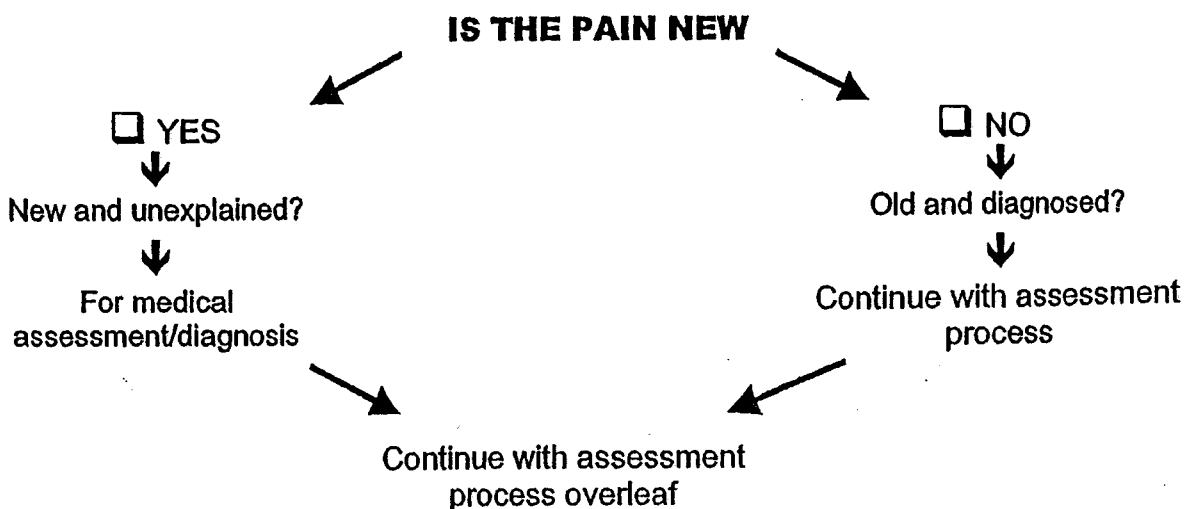 IS THE PAIN NEW
YES
New and unexplained?
For medical
assessment/diagnosis
NO
Old and diagnosed?
Continue with assessment
process
Continue with assessment
process overleaf